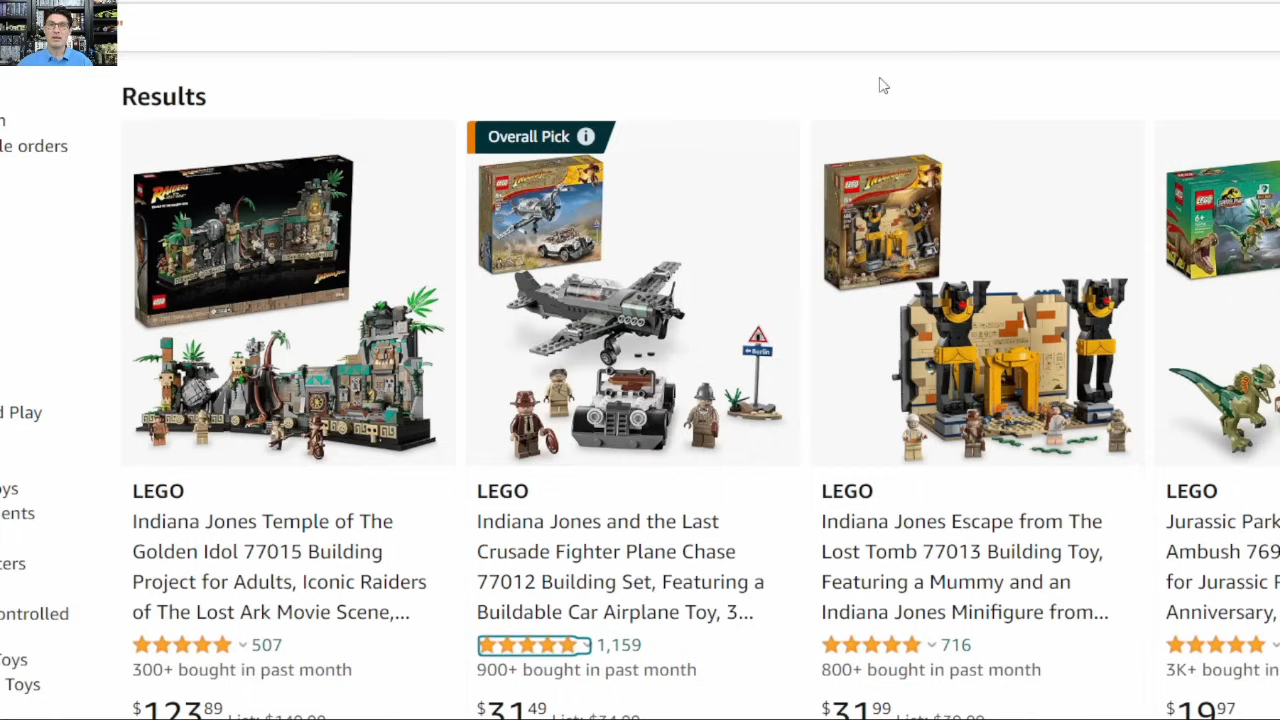 Results
n
le orders
d Play
ys
ents
ters
ontrolled
Toys
Toys
Overall Pick i
LEGO
Indiana Jones Temple of The
Golden Idol 77015 Building
Project for Adults, Iconic Raiders
of The Lost Ark Movie Scene,...
507
300+ bought in past month
$123 89
LEGO
Indiana Jones and the Last
Crusade Fighter Plane Chase
77012 Building Set, Featuring a
Buildable Car Airplane Toy, 3...
1,159
900+ bought in past month
$31 49
Berlin
LEGO
Indiana Jones Escape from The
Lost Tomb 77013 Building Toy,
Featuring a Mummy and an
Indiana Jones Minifigure from...
716
800+ bought in past month
$31 99
LEGO
Jurassic Park
Ambush 769
for Jurassic P
Anniversary,
3K+ bought in
$19 97